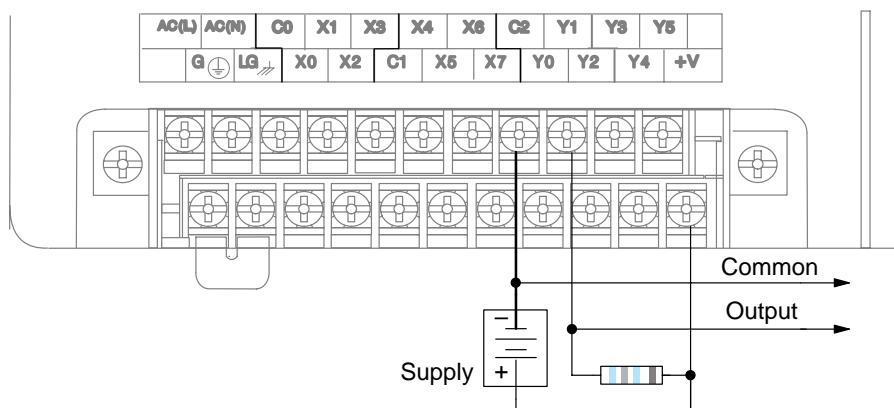 AC(L) AC(N) C0 X1 X3 X4 X6 C2 Y1 Y3 Y5
G LG X0 X2 C1 X5 X7 Y0 Y2 Y4 +V
Common
Output
−
+
Supply